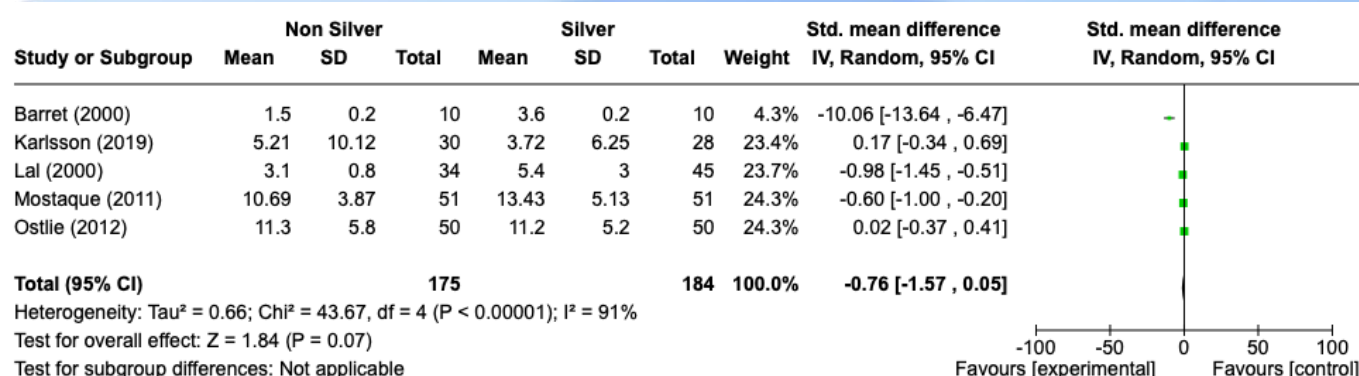 Non Silver Silver Std. mean difference Std. mean difference
Study or Subgroup Mean SD Total Mean SD Total Weight IV, Random, 95% CI IV, Random, 95% CI
Barret (2000) 1.5 0.2 10 3.6 0.2 10 4.3% -10.06 [-13.64 , -6.47]
Karlsson (2019) 5.21 10.12 30 3.72 6.25 28 23.4% 0.17 [-0.34 , 0.69]
Lal (2000) 3.1 0.8 34 5.4 3 45 23.7% -0.98 [-1.45 , -0.51]
Mostaque (2011) 10.69 3.87 51 13.43 5.13 51 24.3% -0.60 [-1.00 , -0.20]
Ostlie (2012) 11.3 5.8 50 11.2 5.2 50 24.3% 0.02 [-0.37 , 0.41]
Total (95% CI) 175 184 100.0% -0.76 [-1.57 , 0.05]
Heterogeneity: Tau² = 0.66; Chi² = 43.67, df = 4 (P < 0.00001); I² = 91%
Test for overall effect: Z = 1.84 (P = 0.07) -100 -50 0 50 100
Test for subgroup differences: Not applicable Favours [experimental] Favours [control]